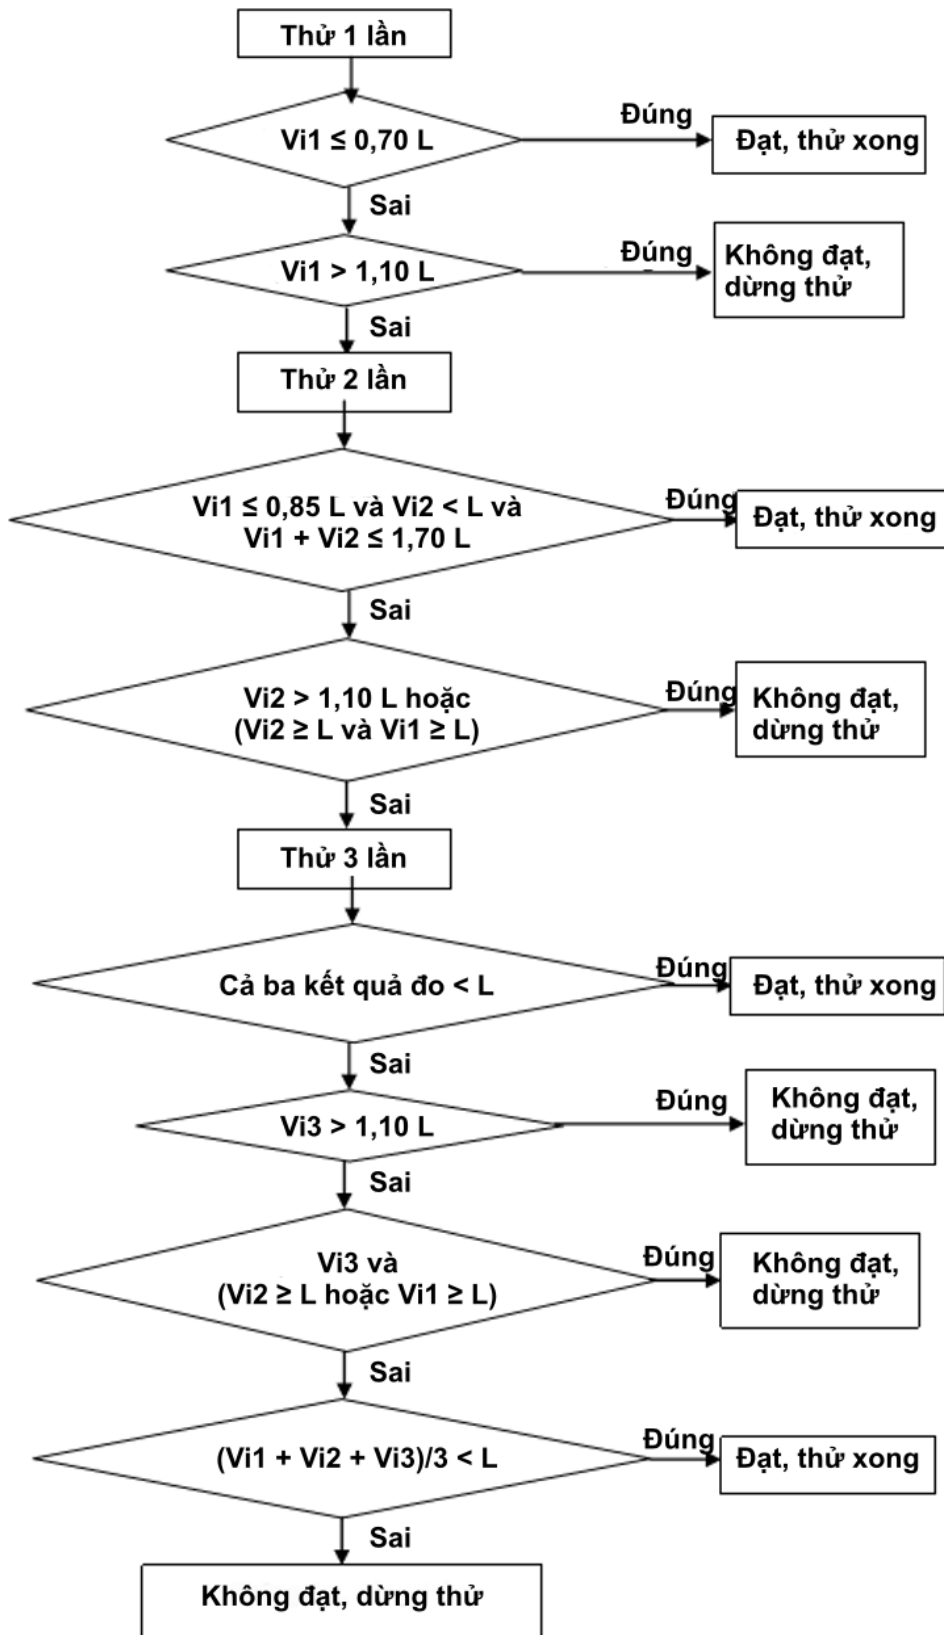 Thử 1 lần
Vi1 ≤ 0,70 L
Đúng
Đạt, thử xong
Sai
Vi1 > 1,10 L
Đúng
Không đạt,
dừng thử
Sai
Thử 2 lần
Vi1 ≤ 0,85 L và Vi2 < L và
Vi1 + Vi2 ≤ 1,70 L
Đúng
Đạt, thử xong
Sai
Vi2 > 1,10 L hoặc
(Vi2 ≥ L và Vi1 ≥ L)
Đúng
Không đạt,
dừng thử
Sai
Thử 3 lần
Cả ba kết quả đo < L
Đúng
Đạt, thử xong
Sai
Vi3 > 1,10 L
Đúng
Không đạt,
dừng thử
Sai
Vi3 và
(Vi2 ≥ L hoặc Vi1 ≥ L)
Đúng
Không đạt,
dừng thử
Sai
(Vi1 + Vi2 + Vi3)/3 < L
Đúng
Đạt, thử xong
Sai
Không đạt, dừng thử